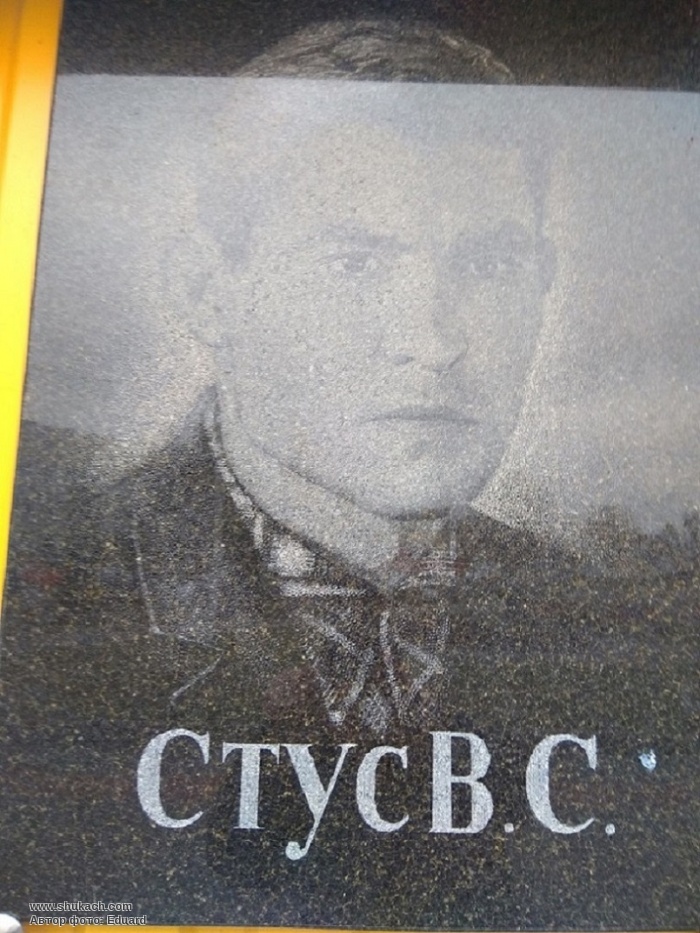 Стус В. С.
www.shukach.com
Автор фото: Eduard